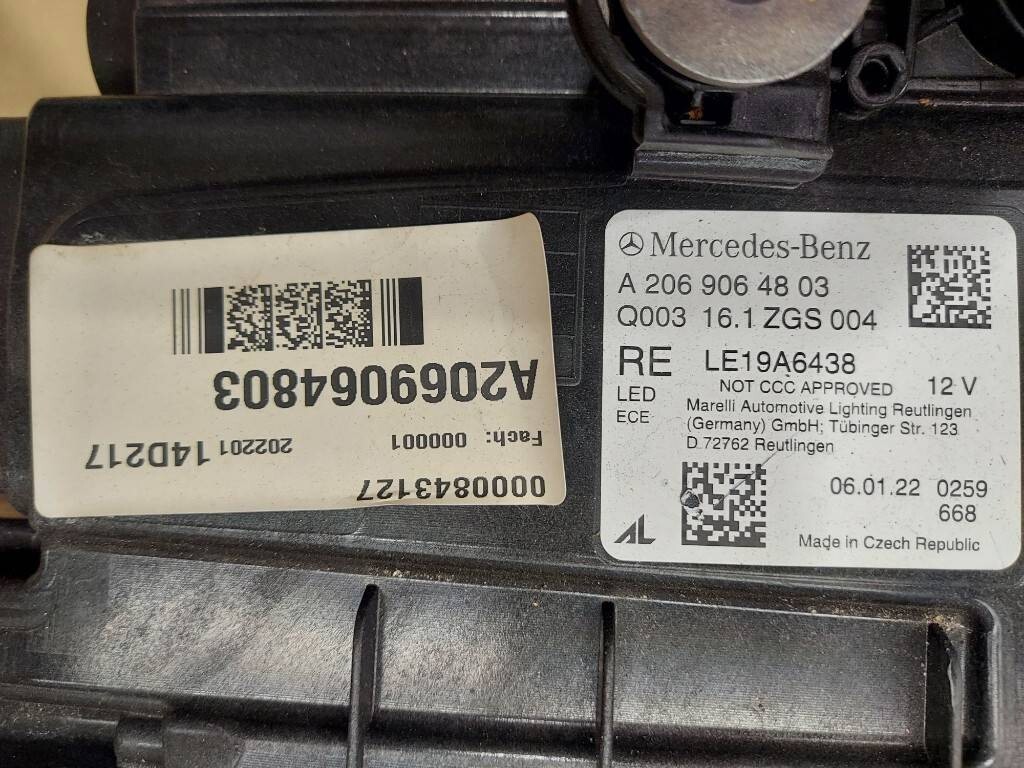 0000843127
Fach: 000001
202201 14D217
A2069064803
Mercedes-Benz
A 206 906 48 03
Q003 16.1 ZGS 004
RE LE19A6438
LED NOT CCC APPROVED 12 V
ECE Marelli Automotive Lighting Reutlingen
(Germany) GmbH; Tübinger Str. 123
D 72762 Reutlingen
06.01.22 0259
668
AL
Made in Czech Republic